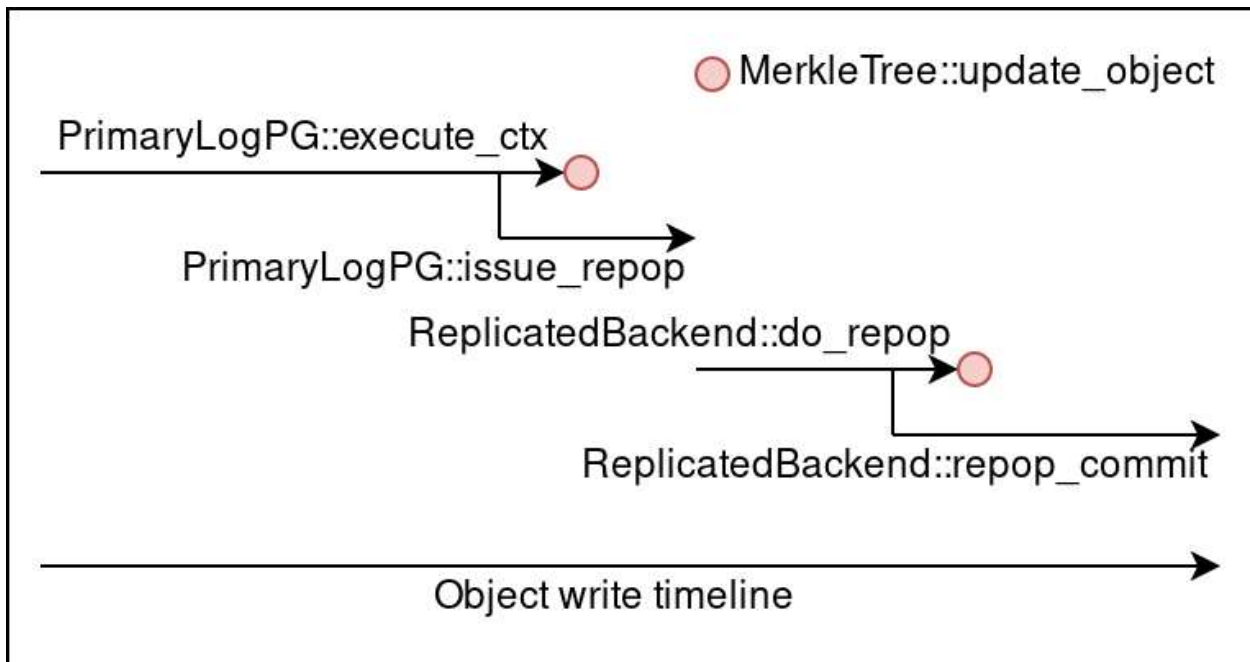 MerkleTree::update_object
PrimaryLogPG::execute_ctx
PrimaryLogPG::issue_repop
ReplicatedBackend::do_repop
ReplicatedBackend::repop_commit
Object write timeline